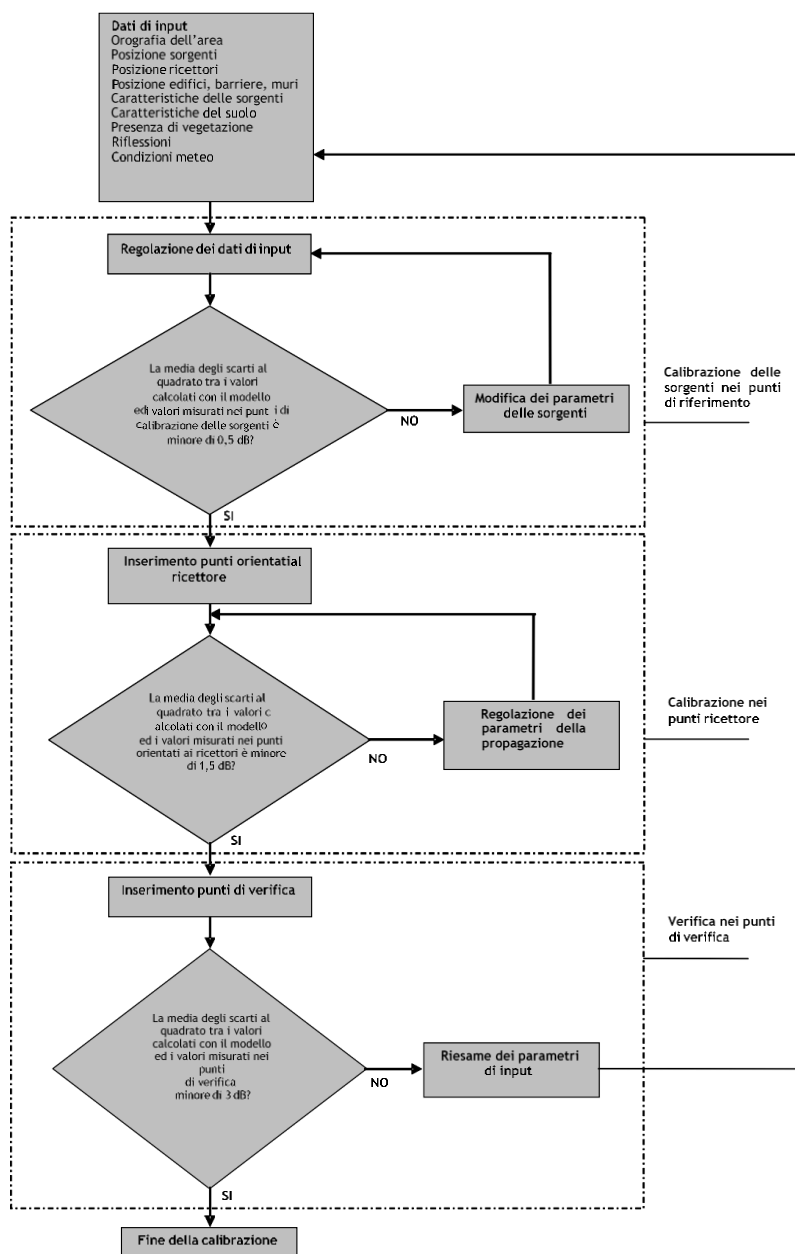 Dati di input
Orografia dell'area
Posizione sorgenti
Posizione ricettori
Posizione edifici, barriere, muri
Caratteristiche delle sorgenti
Caratteristiche del suolo
Presenza di vegetazione
Riflessioni
Condizioni meteo
Regolazione dei dati di input
La media degli scarti al
quadrato tra i valori
calcolati con il modello
edi valori misurati nei punt i di
calibrazione delle sorgenti è
minore di 0,5 dB?
NO
Modifica dei parametri
delle sorgenti
Calibrazione delle
sorgenti nei punti
di riferimento
SI
Inserimento punti orientatial
ricettore
La media degli scarti al
quadrato tra i valori c
alcolati con il modello
ed i valori misurati nei punti
orientati ai ricettori è minore
di 1,5 dB?
NO
Regolazione dei
parametri della
propagazione
Calibrazione nei
punti ricettore
SI
Inserimento punti di verifica
La media degli scarti al
quadrato tra i valori
calcolati con il modello
ed i valori misurati nei
punti
di verifica
minore di 3 dB?
NO
Riesame dei parametri
di input
Verifica nei punti
di verifica
SI
Fine della calibrazione